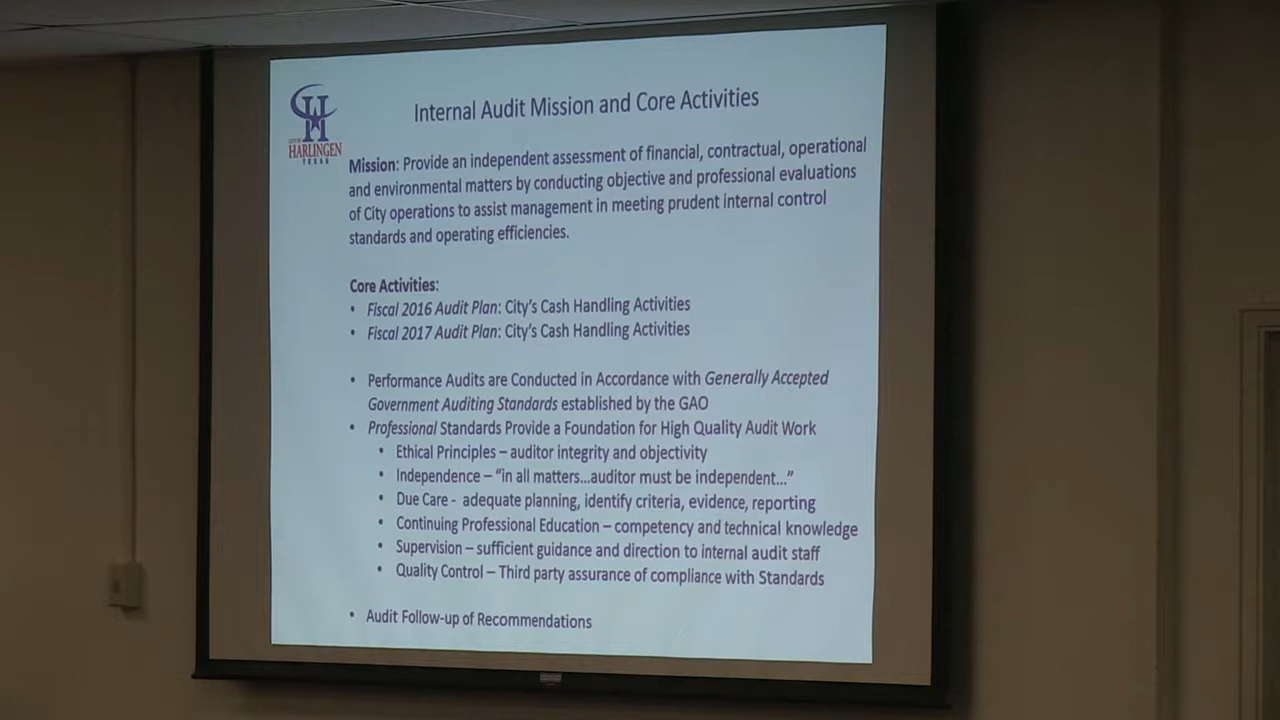 Internal Audit Mission and Core Activities
CITY OF
HARLINGEN
TEXAS
Mission: Provide an independent assessment of financial, contractual, operational
and environmental matters by conducting objective and professional evaluations
of City operations to assist management in meeting prudent internal control
standards and operating efficiencies.
Core Activities:
• Fiscal 2016 Audit Plan: City's Cash Handling Activities
• Fiscal 2017 Audit Plan: City's Cash Handling Activities
• Performance Audits are Conducted in Accordance with Generally Accepted
Government Auditing Standards established by the GAO
• Professional Standards Provide a Foundation for High Quality Audit Work
• Ethical Principles – auditor integrity and objectivity
• Independence – “in all matters...auditor must be independent...”
• Due Care - adequate planning, identify criteria, evidence, reporting
• Continuing Professional Education – competency and technical knowledge
• Supervision – sufficient guidance and direction to internal audit staff
• Quality Control – Third party assurance of compliance with Standards
• Audit Follow-up of Recommendations